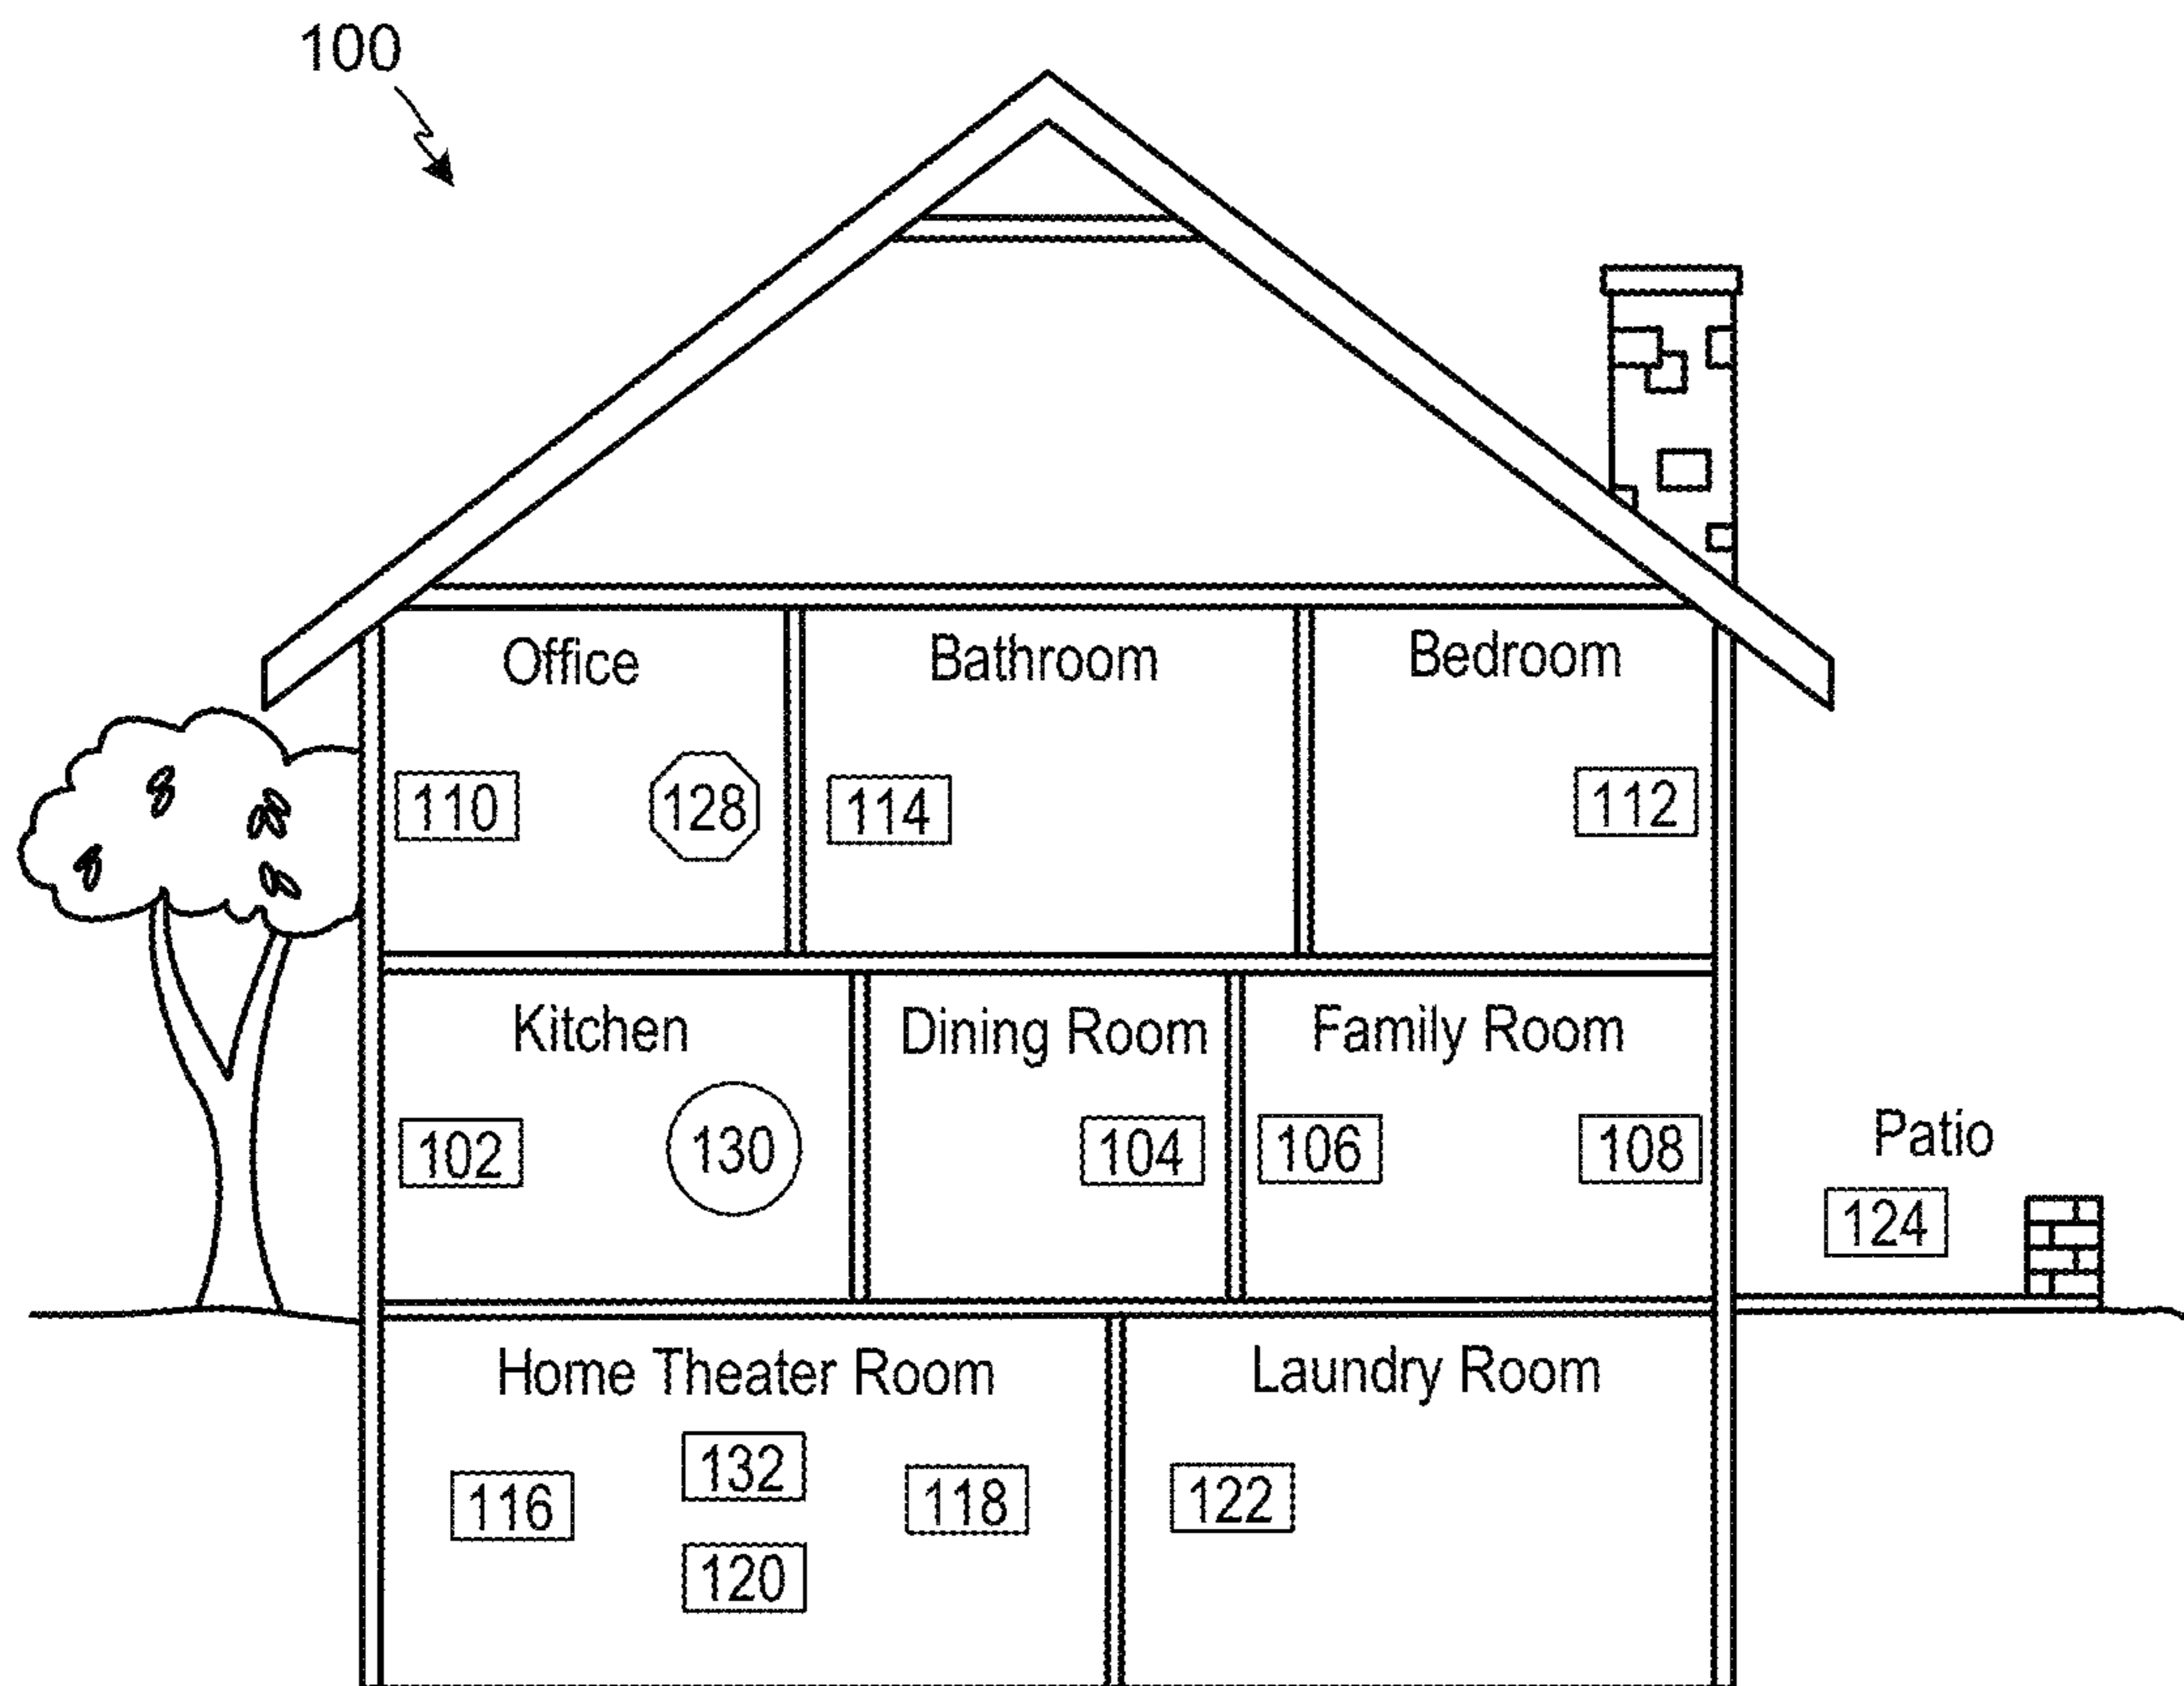 100
Office
Bathroom
Bedroom
110
128
114
112
Kitchen
Dining Room
Family Room
102
130
104
106
108
Patio
124
Home Theater Room
Laundry Room
116
132
118
120
122